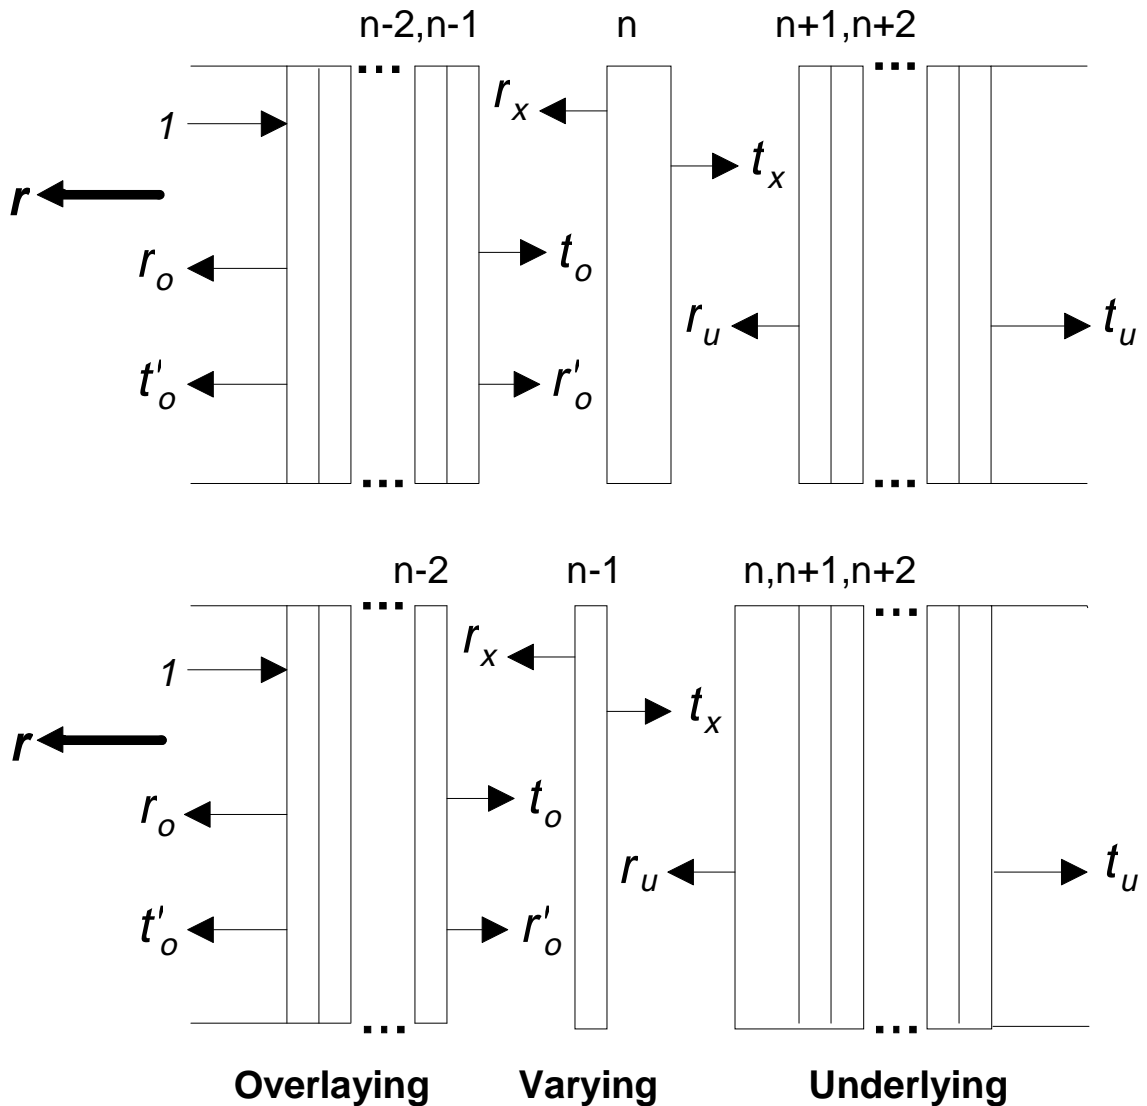 n-2,n-1 n n+1,n+2
... ...
r_x
1
t_x
r
r_o t_o
r_u t_u
t'_o r'_o
... ...
n-2 n-1 n,n+1,n+2
... ...
r_x
1
t_x
r
t_o
r_o
r_u t_u
t'_o r'_o
... ...
Overlaying Varying Underlying